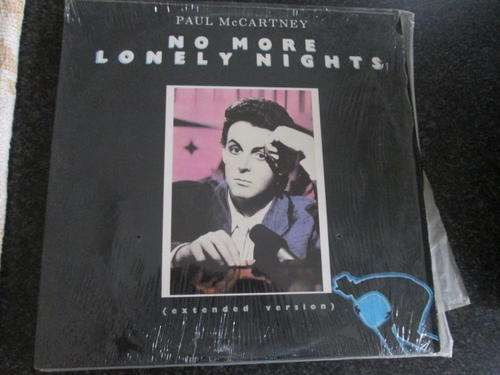 PAUL McCARTNEY
NO MORE
LONELY NIGHTS
(extended version)